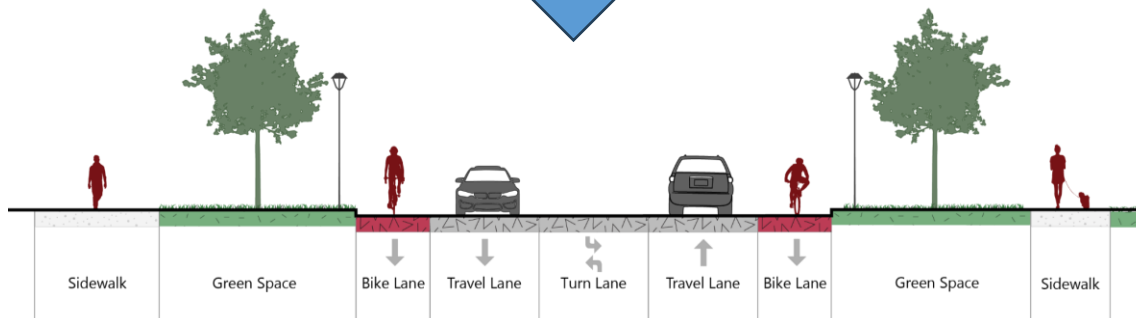 Sidewalk
Green Space
Bike Lane
Travel Lane
Turn Lane
Travel Lane
Bike Lane
Green Space
Sidewalk